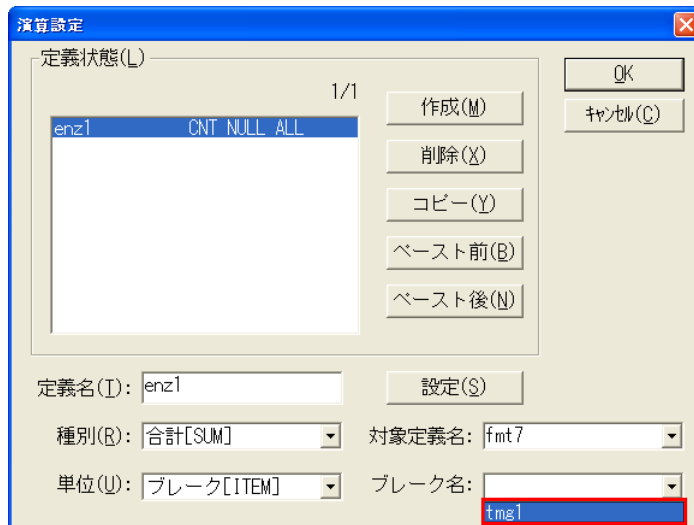 演算設定
定義状態(L)
1/1
enz1 CNT NULL ALL
作成(M)
削除(X)
コピー(Y)
ペースト前(B)
ペースト後(N)
OK
ｷｬﾝｾﾙ(C)
定義名(T): enz1
設定(S)
種別(R): 合計[SUM]
対象定義名: fmt7
単位(U): ブレーク[ITEM]
ブレーク名:
tmg1